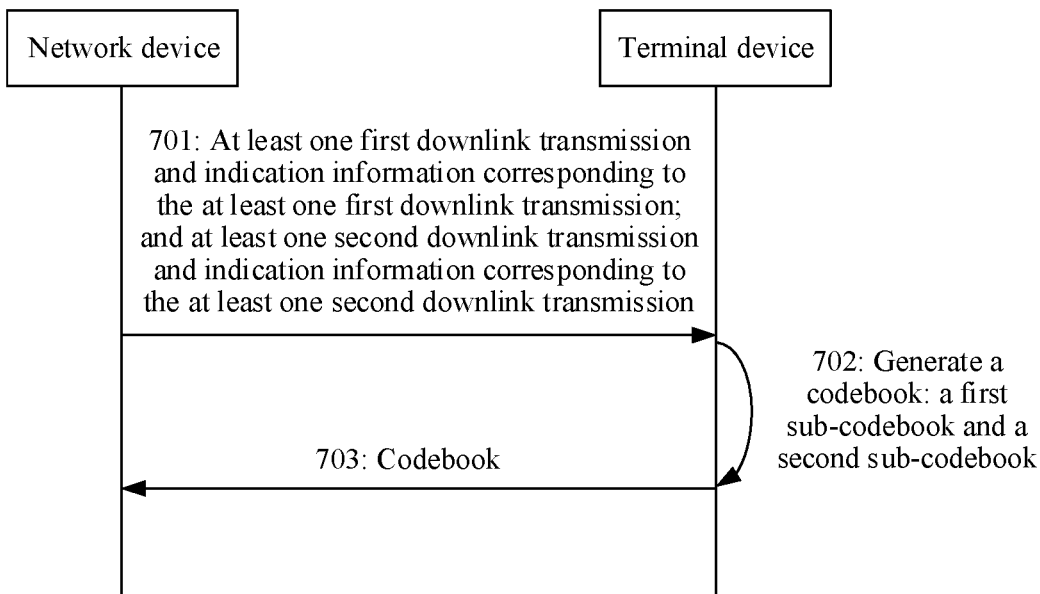 Network device
Terminal device
701: At least one first downlink transmission
and indication information corresponding to
the at least one first downlink transmission;
and at least one second downlink transmission
and indication information corresponding to
the at least one second downlink transmission
702: Generate a
codebook: a first
sub-codebook and a
second sub-codebook
703: Codebook